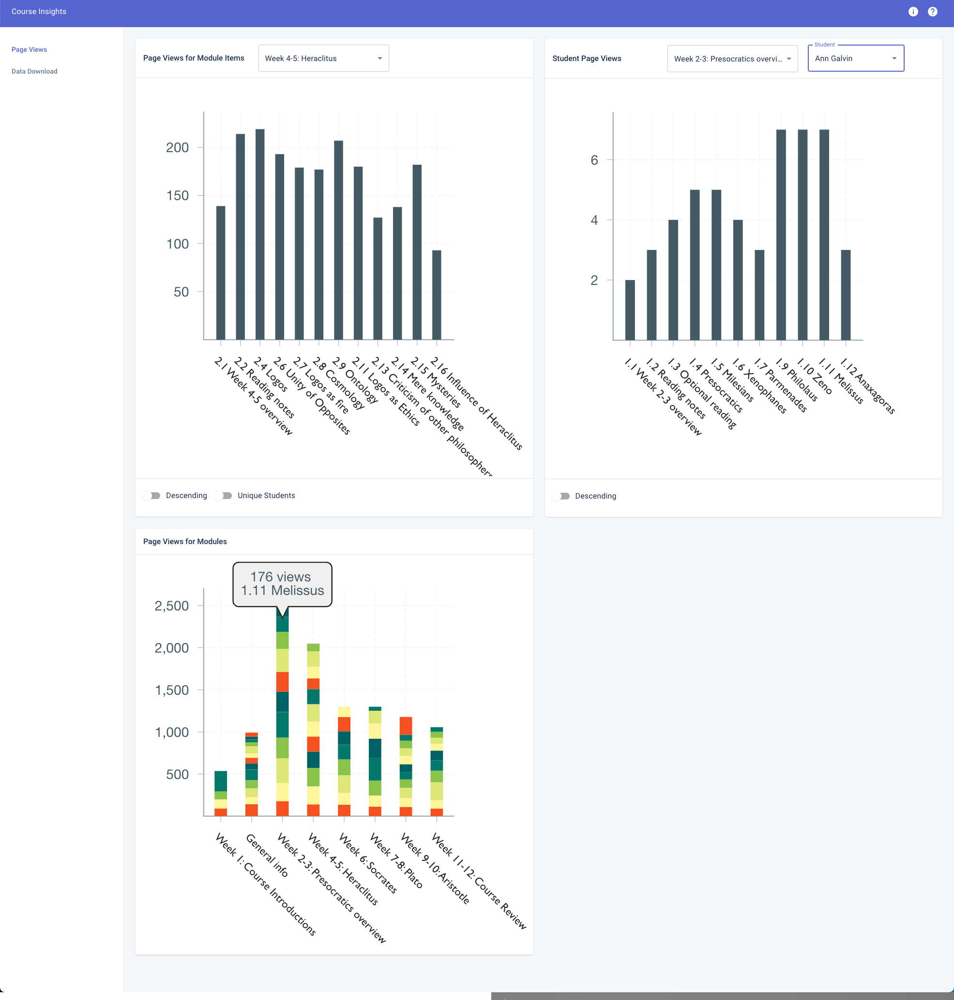 Course Insights
Page Views
Data Download
Page Views for Module Items
Week 4-5: Heraclitus
200
150
100
50
2.1 Week 4-5 overview
2.2 Reading notes
2.4 Logos
2.6 Unity of Opposites
2.7 Logos as fire
2.8 Cosmology
2.9 Ontology
2.11 Logos as Ethics
2.13 Criticism of other philosophers
2.14 Mere knowledge
2.15 Mysteries
2.16 Influence of Heraclitus
Descending
Unique Students
Student Page Views
Week 2-3: Presocratics overvi...
Student
Ann Galvin
6
4
2
1.1 Week 2-3 overview
1.2 Reading notes
1.3 Optional reading
1.4 Presocratics
1.5 Milesians
1.6 Xenophanes
1.7 Parmenades
1.9 Philolaus
1.10 Zeno
1.11 Melissus
1.12 Anaxagoras
Descending
Page Views for Modules
176 views
1.11 Melissus
2,500
2,000
1,500
1,000
500
Week 1: Course Introductions
General info
Week 2-3: Presocratics overview
Week 4-5: Heraclitus
Week 6: Socrates
Week 7-8: Plato
Week 9-10: Aristotle
Week 11-12: Course Review